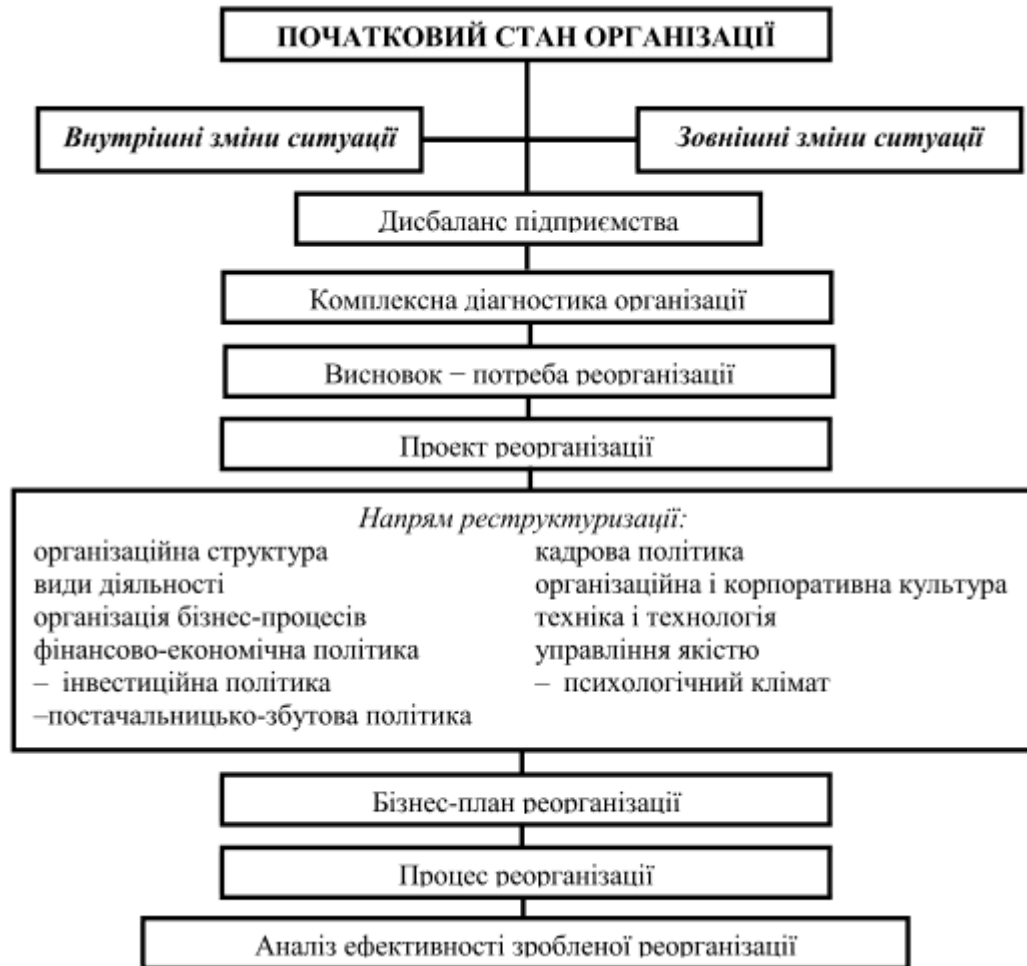 ПОЧАТКОВИЙ СТАН ОРГАНІЗАЦІЇ
Внутрішні зміни ситуації
Зовнішні зміни ситуації
Дисбаланс підприємства
Комплексна діагностика організації
Висновок − потреба реорганізації
Проект реорганізації
Напрям реструктуризації:
організаційна структура
види діяльності
організація бізнес-процесів
фінансово-економічна політика
– інвестиційна політика
–постачальницько-збутова політика
кадрова політика
організаційна і корпоративна культура
техніка і технологія
управління якістю
– психологічний клімат
Бізнес-план реорганізації
Процес реорганізації
Аналіз ефективності зробленої реорганізації